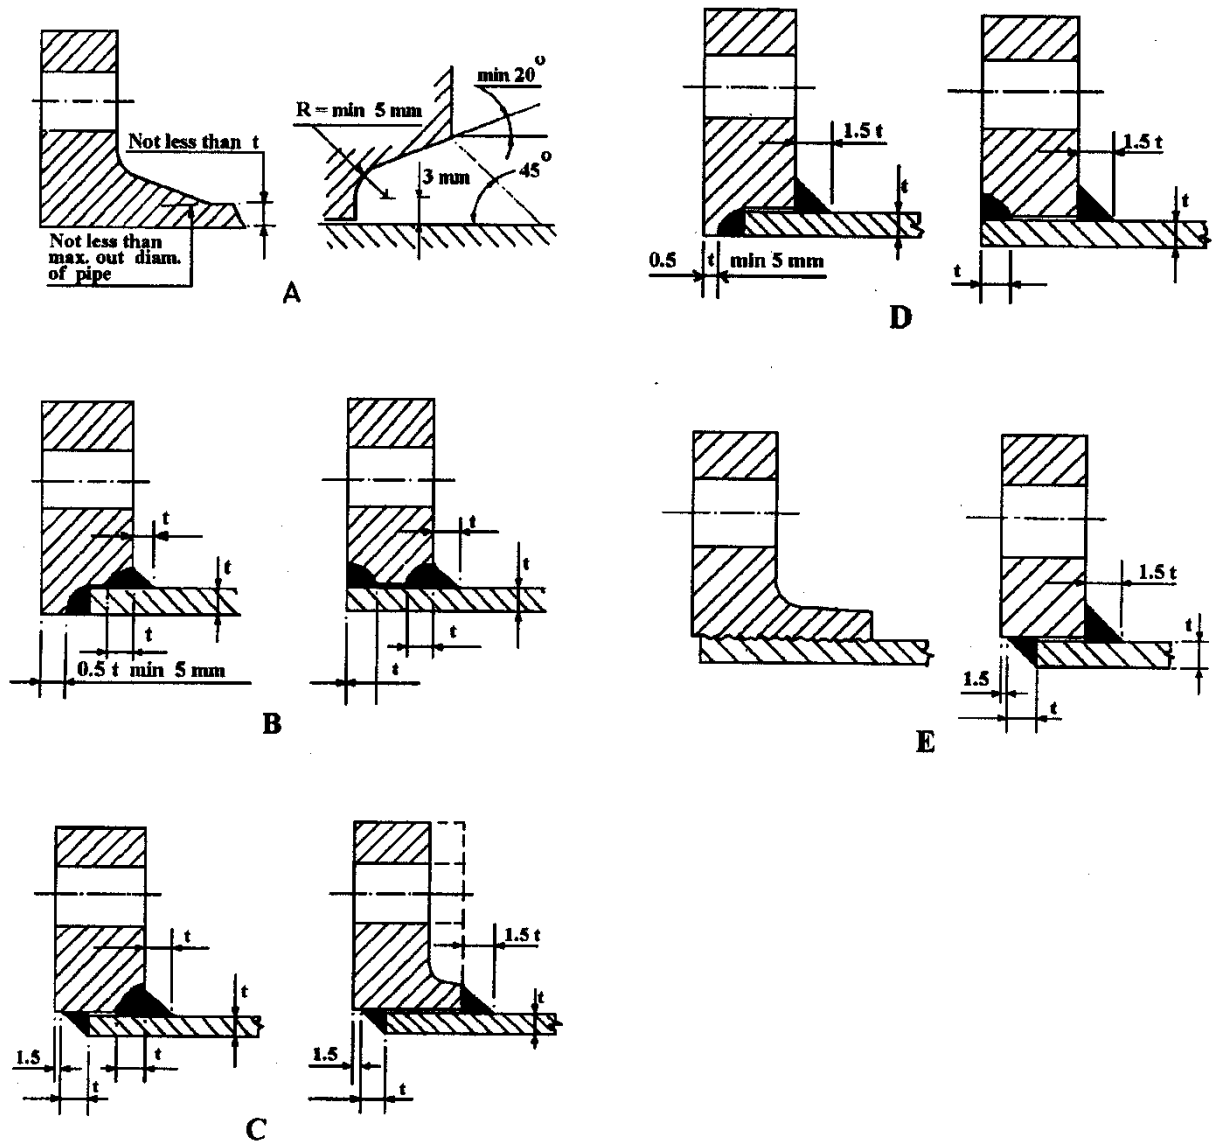 min 20°
R = min 5 mm
Not less than t
3 mm
45°
Not less than
max. out diam.
of pipe
A
1.5 t
t
0.5 t min 5 mm
1.5 t
t
t
D
t
t
t
0.5 t min 5 mm
t
t
t
t
B
1.5 t
t
1.5
t
E
t
t
1.5
t
t
1.5 t
t
1.5
t
C